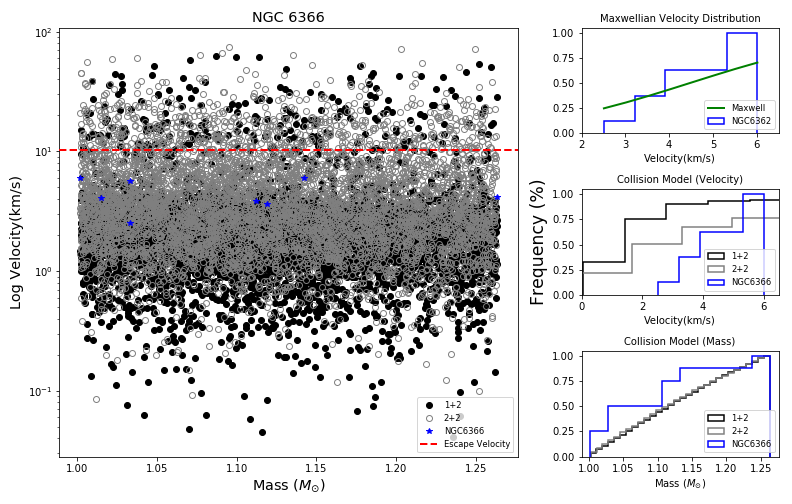 NGC 6366
10²
10¹
10⁰
10⁻¹
Log Velocity(km/s)
1+2
2+2
NGC6366
Escape Velocity
1.00 1.05 1.10 1.15 1.20 1.25
Mass (M⊙)
Frequency (%)
Maxwellian Velocity Distribution
1.00
0.75
0.50
0.25
0.00
Maxwell
NGC6362
2 3 4 5 6
Velocity(km/s)
Collision Model (Velocity)
1.00
0.75
0.50
0.25
0.00
1+2
2+2
NGC6366
0 2 4 6
Velocity(km/s)
Collision Model (Mass)
1.00
0.75
0.50
0.25
0.00
1+2
2+2
NGC6366
1.00 1.05 1.10 1.15 1.20 1.25
Mass (M⊙)